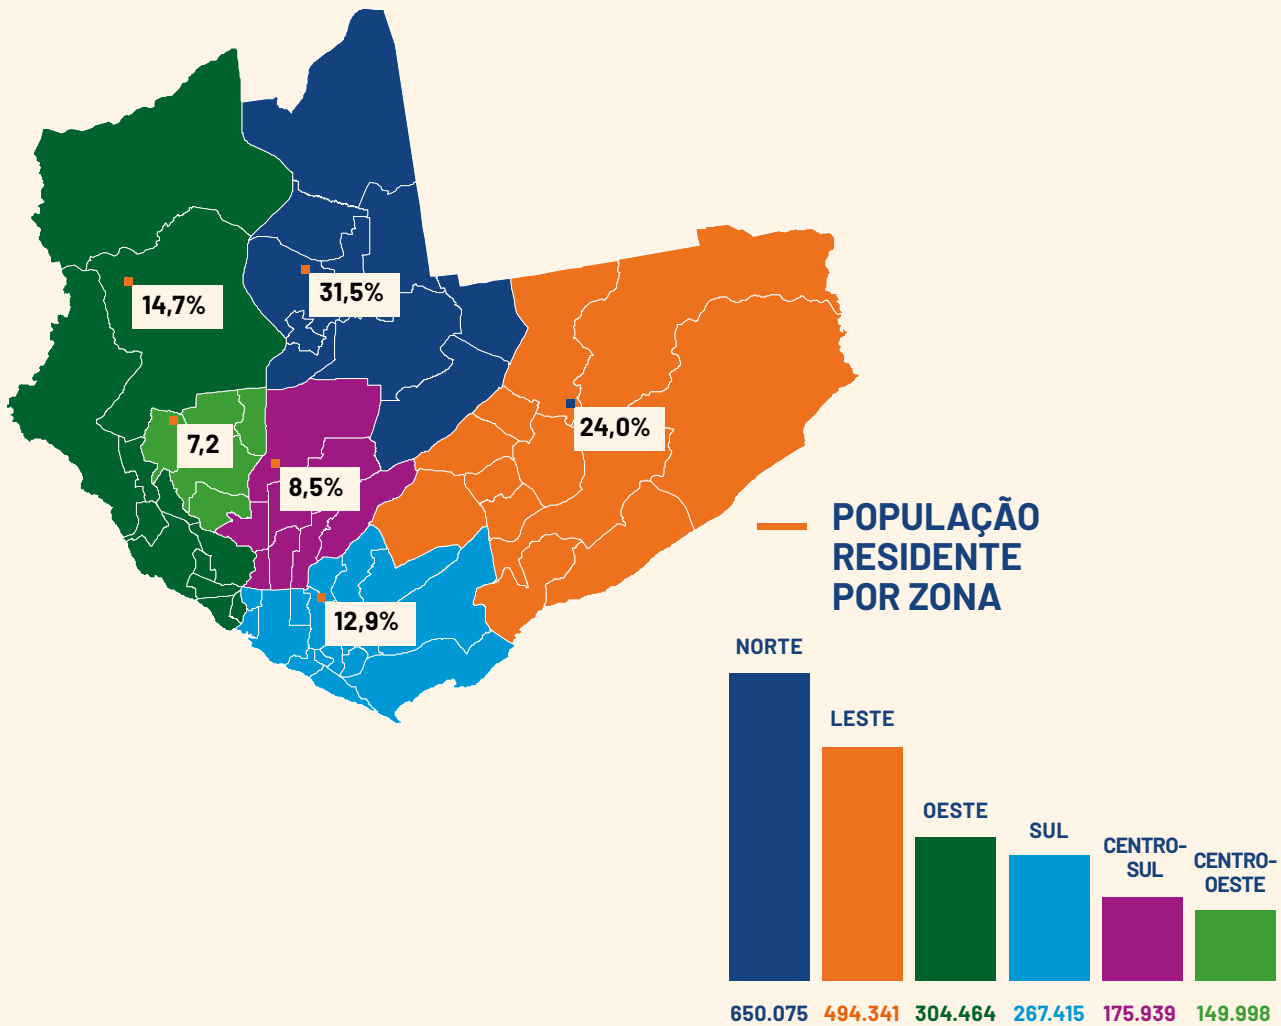 31,5%
14,7%
24,0%
7,2
8,5%
12,9%
POPULAÇÃO
RESIDENTE
POR ZONA
NORTE
LESTE
OESTE
SUL
CENTRO-
SUL
CENTRO-
OESTE
650.075 494.341 304.464 267.415 175.939 149.998